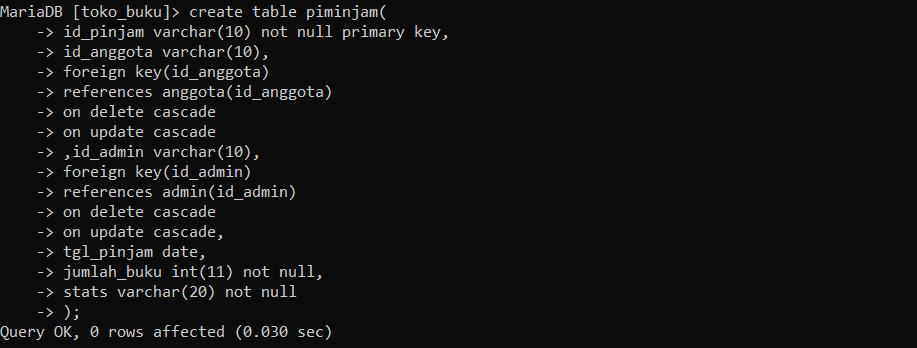 MariaDB [toko_buku]> create table piminjam(
    -> id_pinjam varchar(10) not null primary key,
    -> id_anggota varchar(10),
    -> foreign key(id_anggota)
    -> references anggota(id_anggota)
    -> on delete cascade
    -> on update cascade
    -> ,id_admin varchar(10),
    -> foreign key(id_admin)
    -> references admin(id_admin)
    -> on delete cascade
    -> on update cascade,
    -> tgl_pinjam date,
    -> jumlah_buku int(11) not null,
    -> stats varchar(20) not null
    -> );
Query OK, 0 rows affected (0.030 sec)